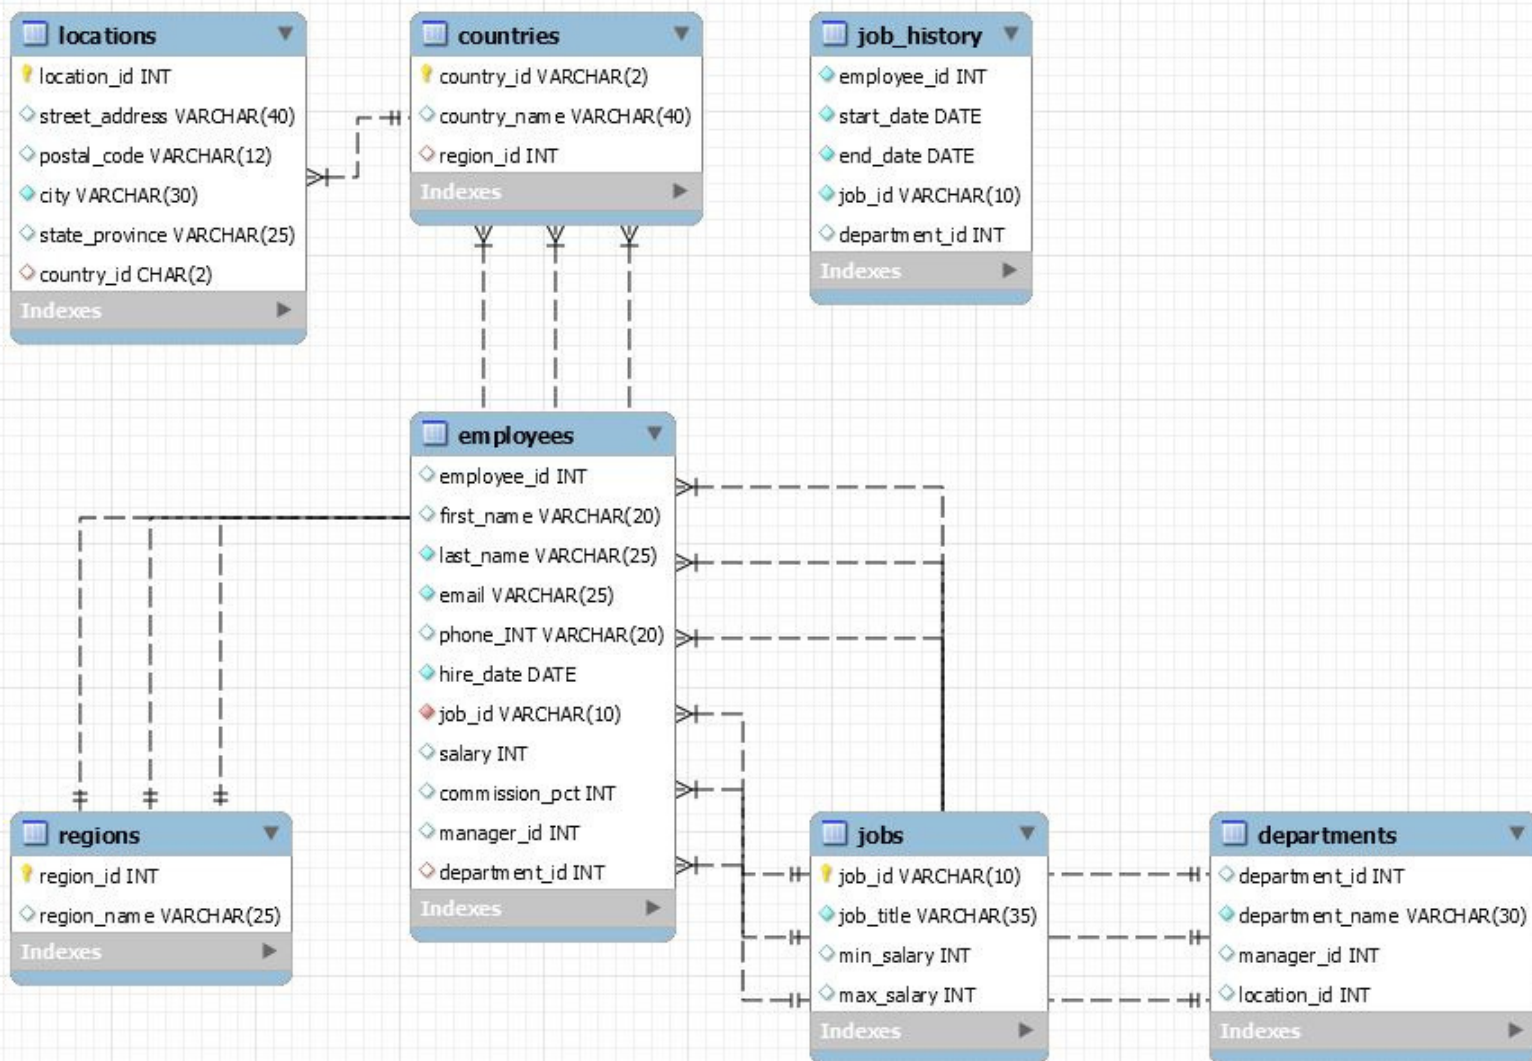 locations
location_id INT
street_address VARCHAR(40)
postal_code VARCHAR(12)
city VARCHAR(30)
state_province VARCHAR(25)
country_id CHAR(2)
Indexes
countries
country_id VARCHAR(2)
country_name VARCHAR(40)
region_id INT
Indexes
job_history
employee_id INT
start_date DATE
end_date DATE
job_id VARCHAR(10)
department_id INT
Indexes
employees
employee_id INT
first_name VARCHAR(20)
last_name VARCHAR(25)
email VARCHAR(25)
phone_INT VARCHAR(20)
hire_date DATE
job_id VARCHAR(10)
salary INT
commission_pct INT
manager_id INT
department_id INT
Indexes
regions
region_id INT
region_name VARCHAR(25)
Indexes
jobs
job_id VARCHAR(10)
job_title VARCHAR(35)
min_salary INT
max_salary INT
Indexes
departments
department_id INT
department_name VARCHAR(30)
manager_id INT
location_id INT
Indexes